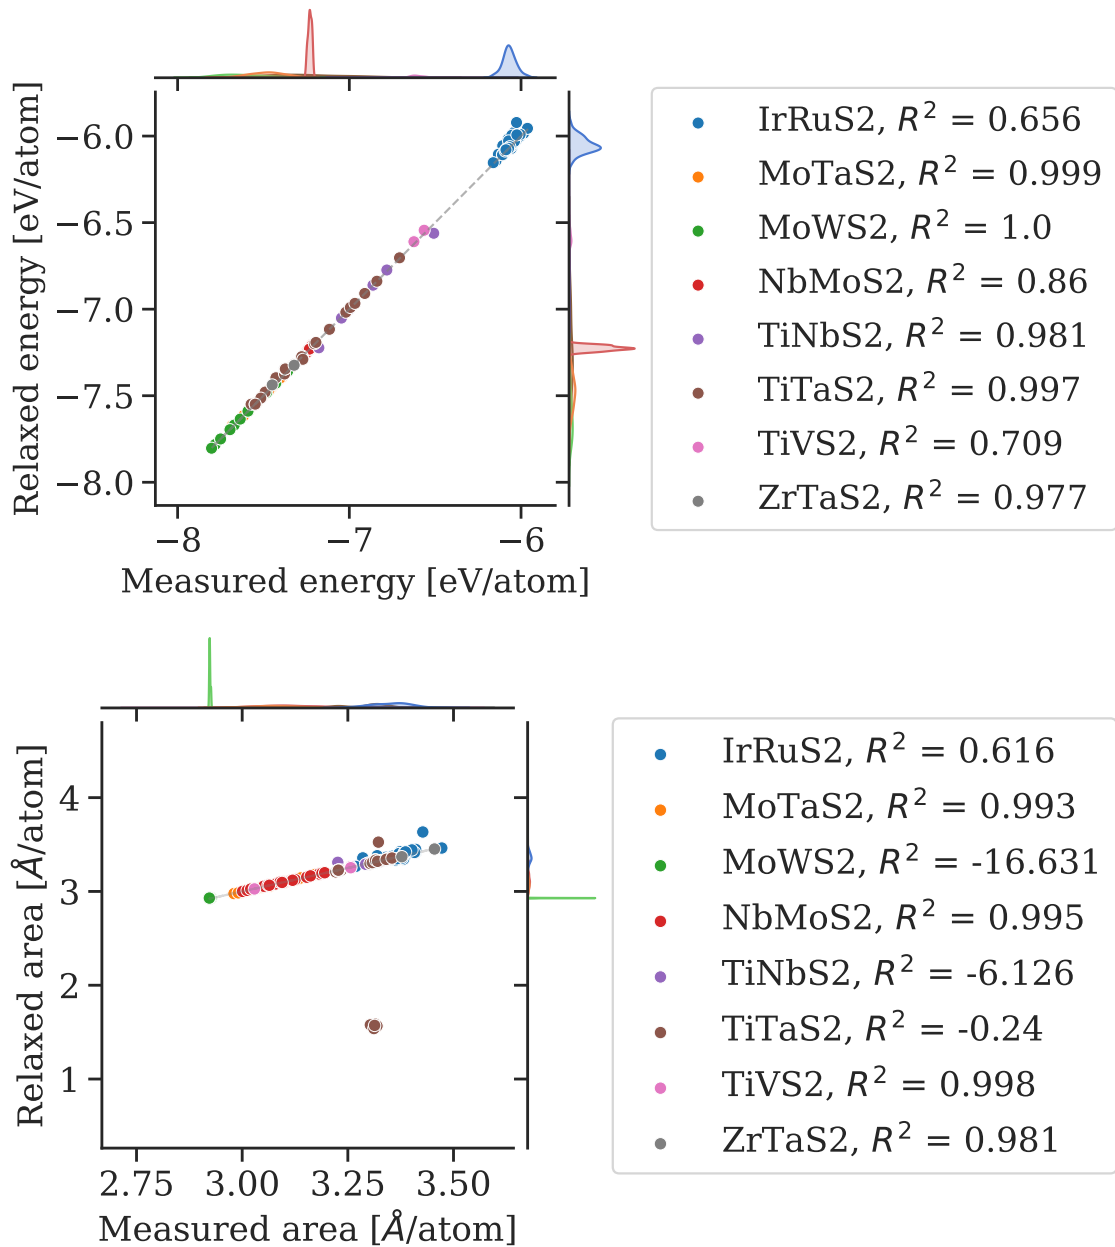 Relaxed energy [eV/atom]
−6.0
−6.5
−7.0
−7.5
−8.0
−8
−7
−6
Measured energy [eV/atom]
IrRuS2, R² = 0.656
MoTaS2, R² = 0.999
MoWS2, R² = 1.0
NbMoS2, R² = 0.86
TiNbS2, R² = 0.981
TiTaS2, R² = 0.997
TiVS2, R² = 0.709
ZrTaS2, R² = 0.977
Relaxed area [Å/atom]
4
3
2
1
2.75
3.00
3.25
3.50
Measured area [Å/atom]
IrRuS2, R² = 0.616
MoTaS2, R² = 0.993
MoWS2, R² = -16.631
NbMoS2, R² = 0.995
TiNbS2, R² = -6.126
TiTaS2, R² = -0.24
TiVS2, R² = 0.998
ZrTaS2, R² = 0.981